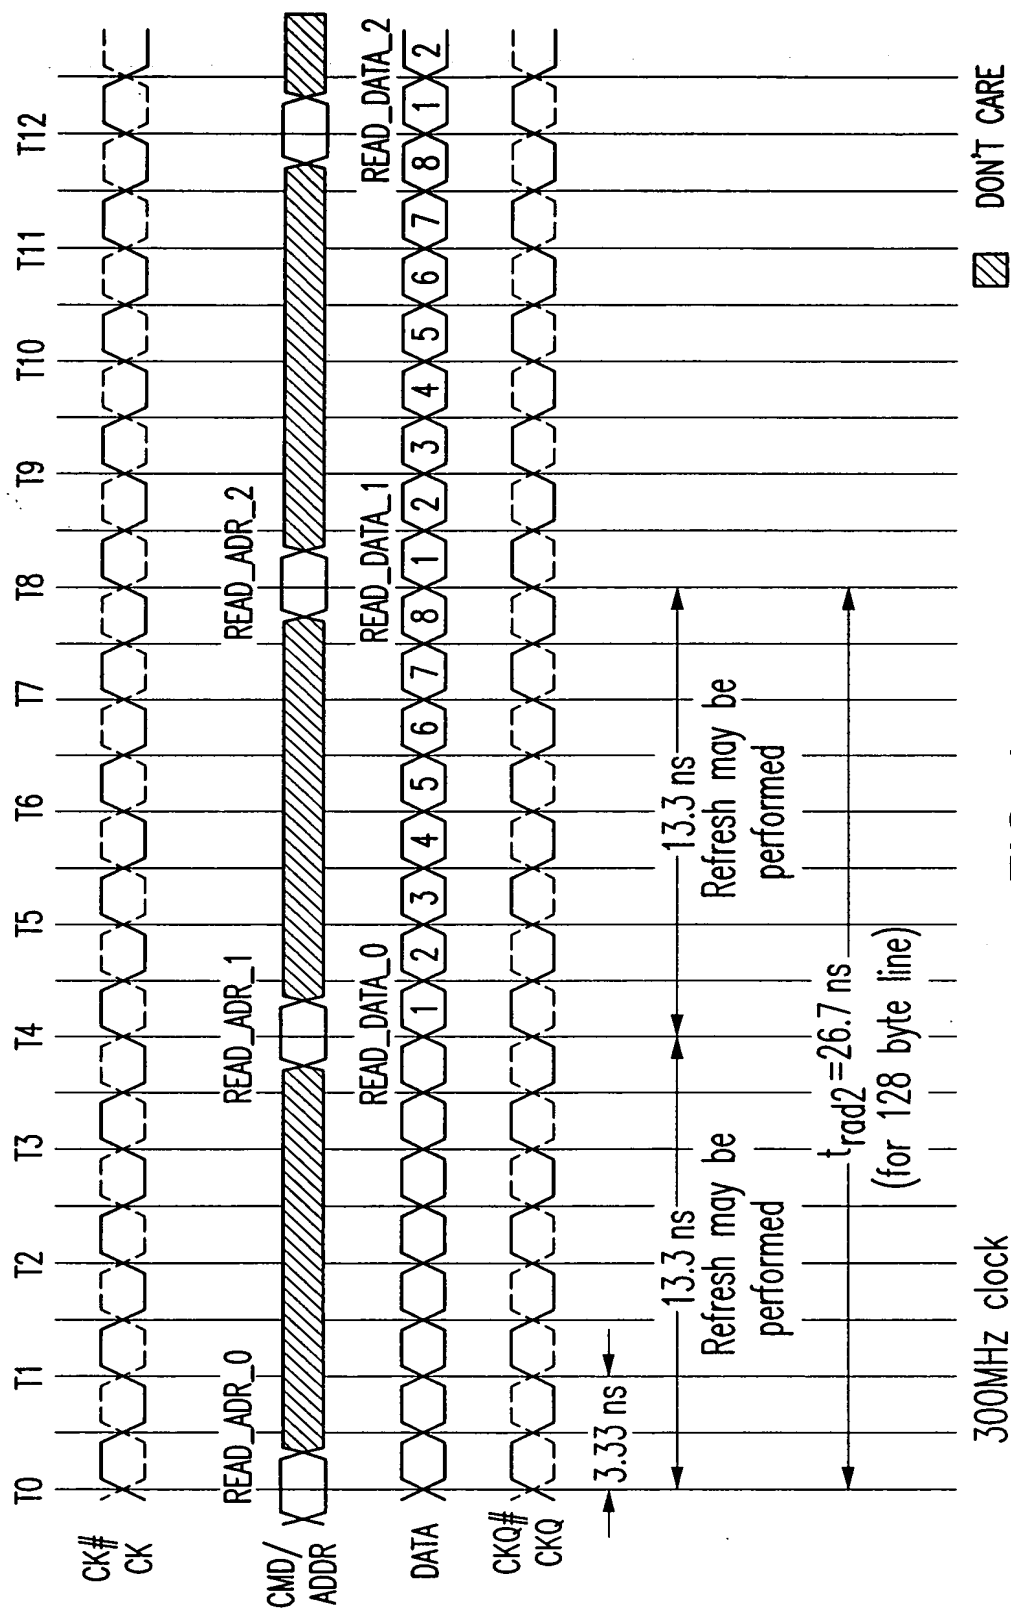 T0 T1 T2 T3 T4 T5 T6 T7 T8 T9 T10 T11 T12
CK#
CK
READ_ADR_0 READ_ADR_1 READ_ADR_2
CMD/
ADDR
READ_DATA_0 READ_DATA_1 READ_DATA_2
DATA 1 2 3 4 5 6 7 8 1 2 3 4 5 6 7 8 1 2
CKQ#
CKQ
3.33 ns
13.3 ns
Refresh may be
performed
13.3 ns
Refresh may be
performed
trad2=26.7 ns
(for 128 byte line)
300MHz clock
DON'T CARE